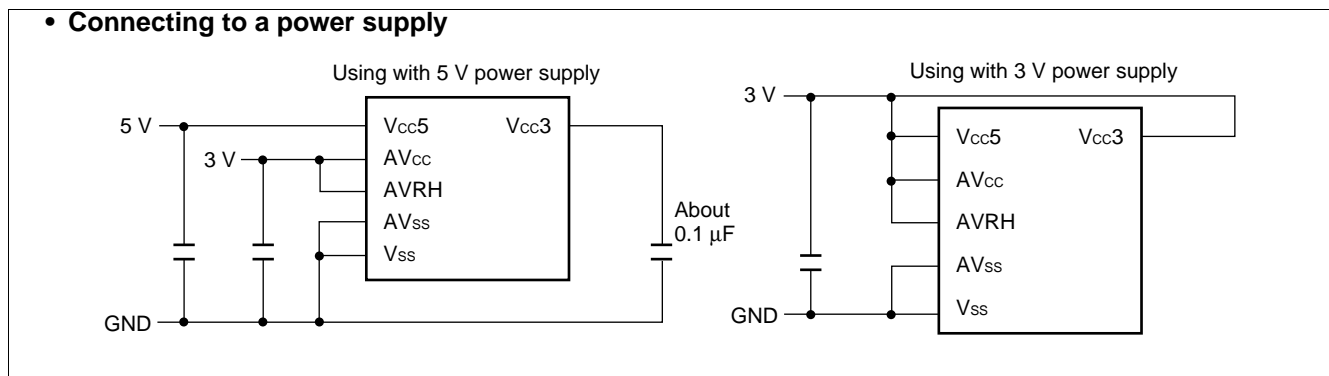 • Connecting to a power supply
Using with 5 V power supply
5 V
3 V
VCC5
VCC3
AVCC
AVRH
AVSS
VSS
About
0.1 μF
GND
Using with 3 V power supply
3 V
VCC5
VCC3
AVCC
AVRH
AVSS
VSS
GND